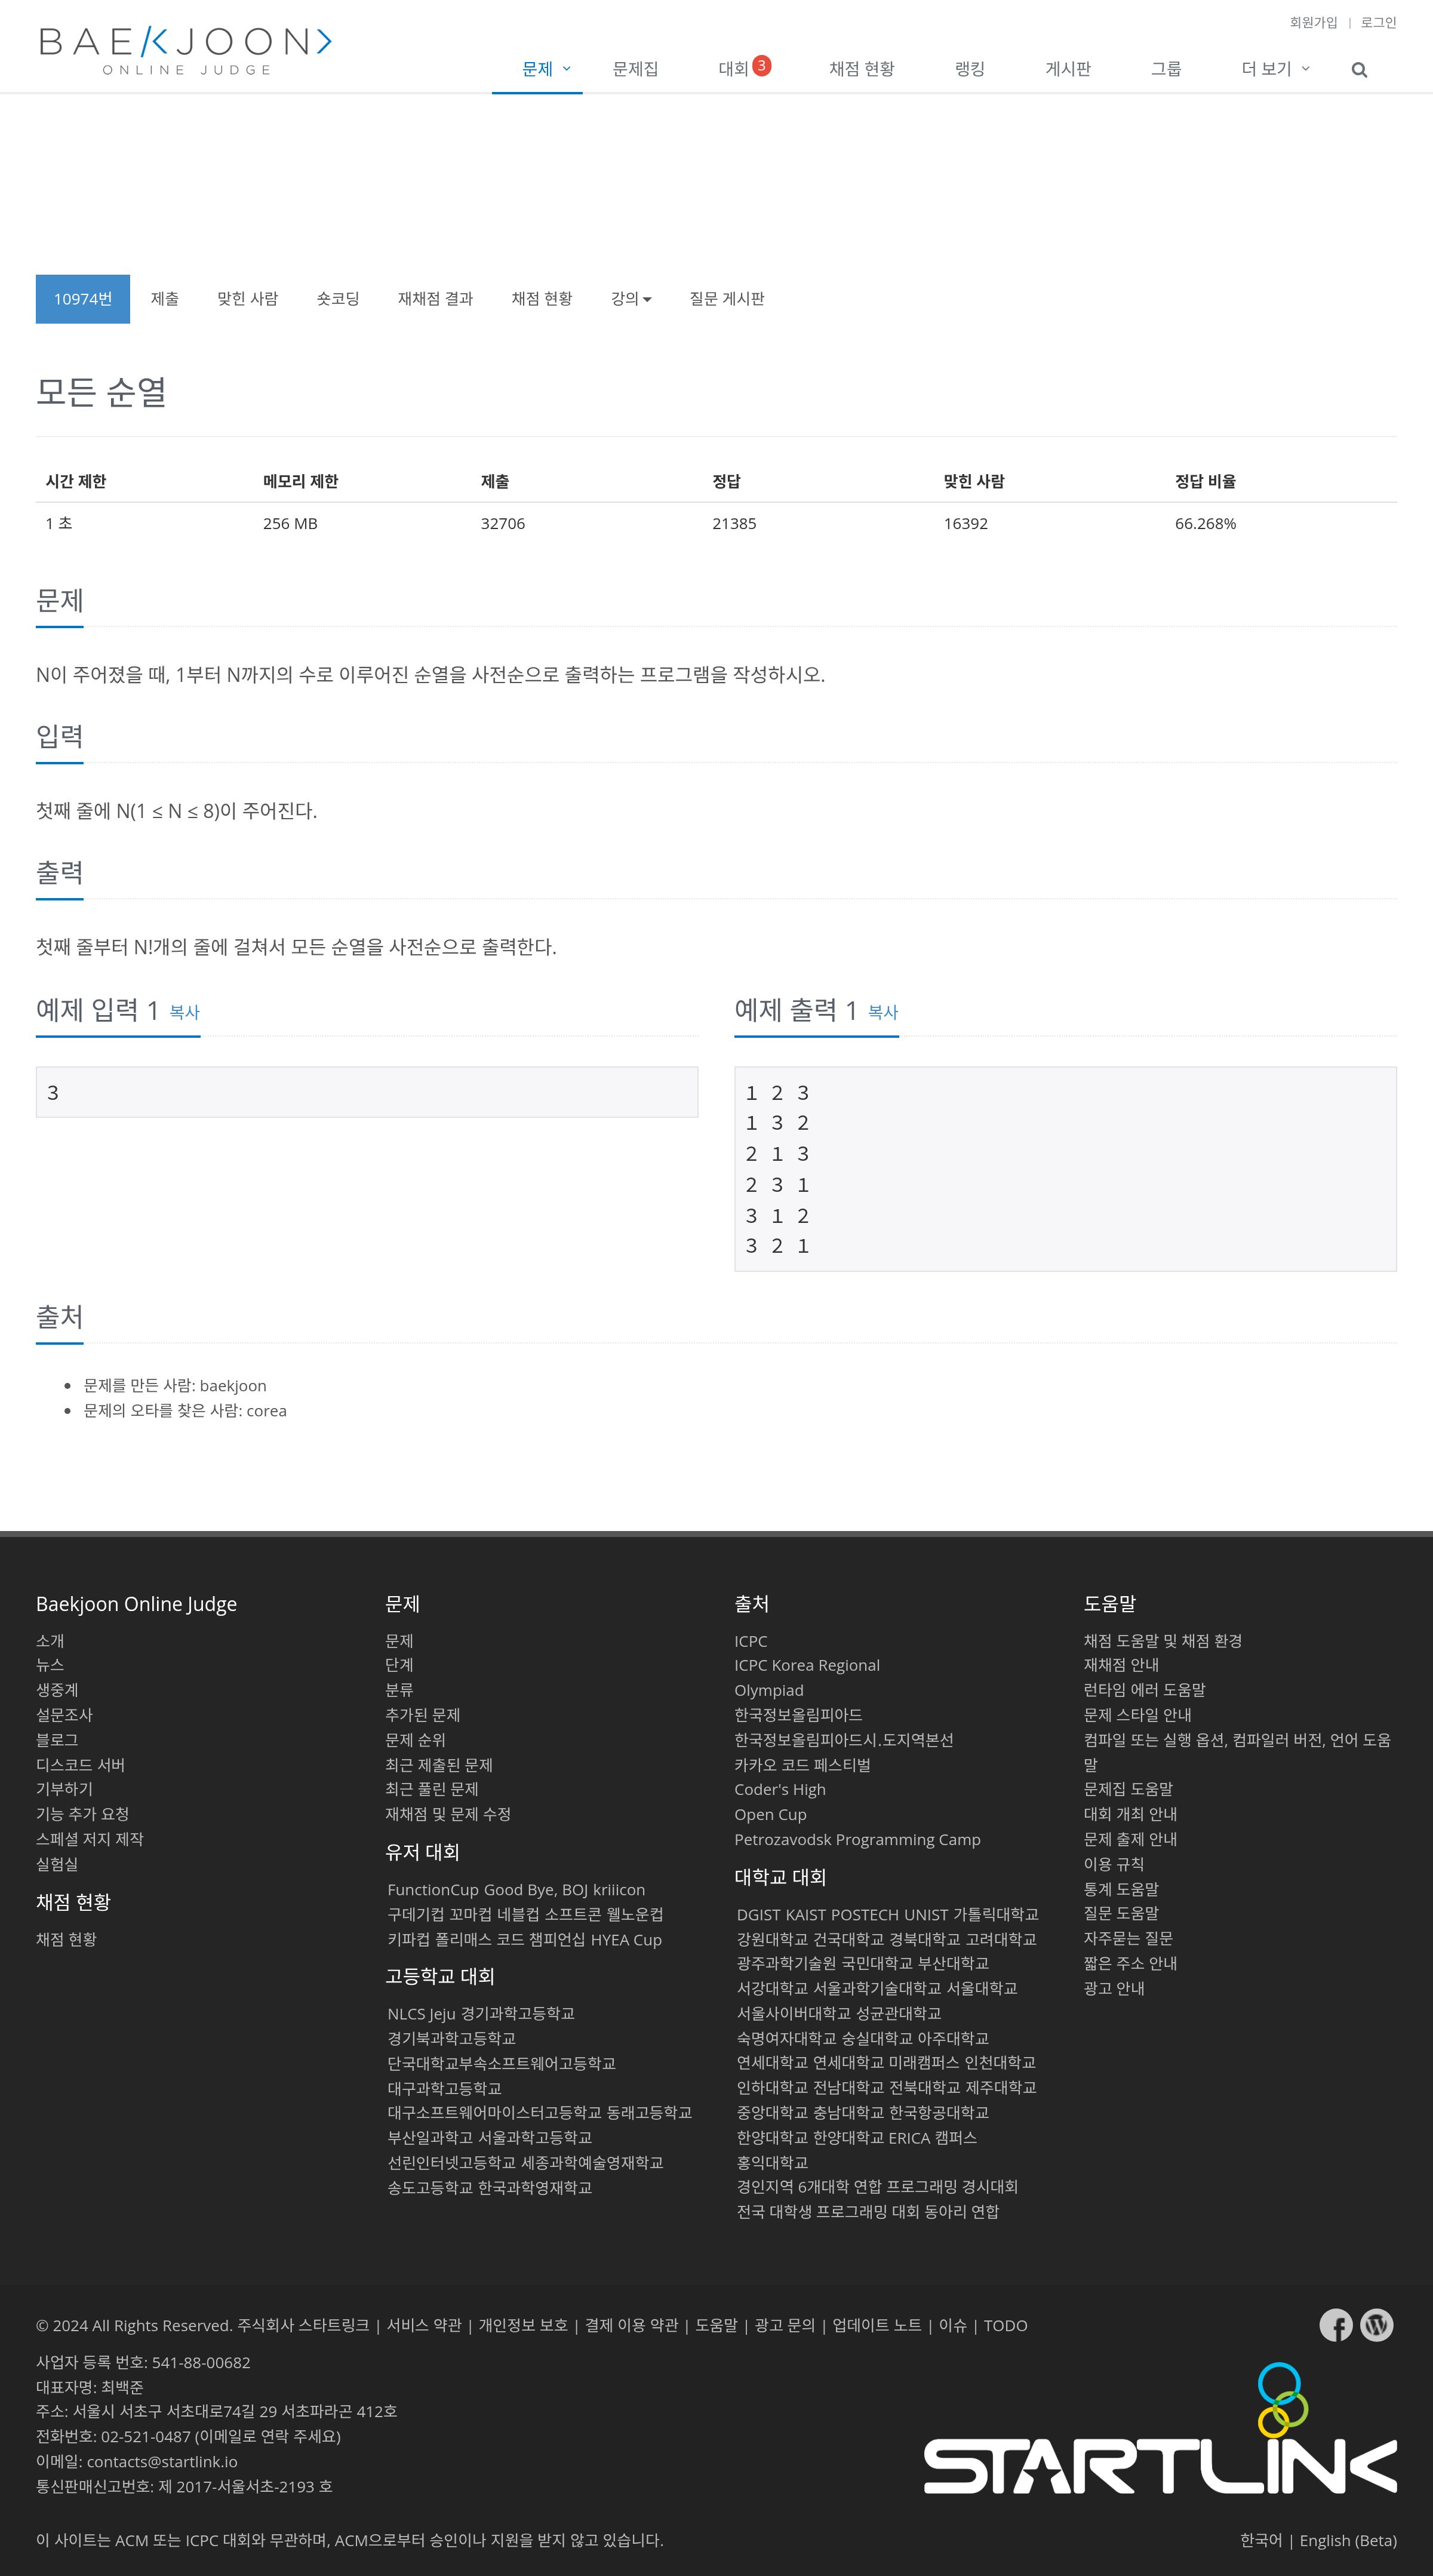 회원가입 | 로그인
BAEKJOON>
ONLINE JUDGE
문제 문제집 대회 3 채점 현황 랭킹 게시판 그룹 더 보기
10974번 제출 맞힌 사람 숏코딩 재채점 결과 채점 현황 강의 질문 게시판
모든 순열
시간 제한 메모리 제한 제출 정답 맞힌 사람 정답 비율
1 초 256 MB 32706 21385 16392 66.268%
문제
N이 주어졌을 때, 1부터 N까지의 수로 이루어진 순열을 사전순으로 출력하는 프로그램을 작성하시오.
입력
첫째 줄에 N(1 ≤ N ≤ 8)이 주어진다.
출력
첫째 줄부터 N!개의 줄에 걸쳐서 모든 순열을 사전순으로 출력한다.
예제 입력 1 복사
3
예제 출력 1 복사
1 2 3
1 3 2
2 1 3
2 3 1
3 1 2
3 2 1
출처
문제를 만든 사람: baekjoon
문제의 오타를 찾은 사람: corea
Baekjoon Online Judge
소개
뉴스
생중계
설문조사
블로그
디스코드 서버
기부하기
기능 추가 요청
스페셜 저지 제작
실험실
채점 현황
채점 현황
문제
문제
단계
분류
추가된 문제
문제 순위
최근 제출된 문제
최근 풀린 문제
재채점 및 문제 수정
유저 대회
FunctionCup Good Bye, BOJ kriiicon
구데기컵 꼬마컵 네블컵 소프트콘 웰노운컵
키파컵 폴리매스 코드 챔피언십 HYEA Cup
고등학교 대회
NLCS Jeju 경기과학고등학교
경기북과학고등학교
단국대학교부속소프트웨어고등학교
대구과학고등학교
대구소프트웨어마이스터고등학교 동래고등학교
부산일과학고 서울과학고등학교
선린인터넷고등학교 세종과학예술영재학교
송도고등학교 한국과학영재학교
출처
ICPC
ICPC Korea Regional
Olympiad
한국정보올림피아드
한국정보올림피아드시.도지역본선
카카오 코드 페스티벌
Coder's High
Open Cup
Petrozavodsk Programming Camp
대학교 대회
DGIST KAIST POSTECH UNIST 가톨릭대학교
강원대학교 건국대학교 경북대학교 고려대학교
광주과학기술원 국민대학교 부산대학교
서강대학교 서울과학기술대학교 서울대학교
서울사이버대학교 성균관대학교
숙명여자대학교 숭실대학교 아주대학교
연세대학교 연세대학교 미래캠퍼스 인천대학교
인하대학교 전남대학교 전북대학교 제주대학교
중앙대학교 충남대학교 한국항공대학교
한양대학교 한양대학교 ERICA 캠퍼스
홍익대학교
경인지역 6개대학 연합 프로그래밍 경시대회
전국 대학생 프로그래밍 대회 동아리 연합
도움말
채점 도움말 및 채점 환경
재채점 안내
런타임 에러 도움말
문제 스타일 안내
컴파일 또는 실행 옵션, 컴파일러 버전, 언어 도움
말
문제집 도움말
대회 개최 안내
문제 출제 안내
이용 규칙
통계 도움말
질문 도움말
자주묻는 질문
짧은 주소 안내
광고 안내
© 2024 All Rights Reserved. 주식회사 스타트링크 | 서비스 약관 | 개인정보 보호 | 결제 이용 약관 | 도움말 | 광고 문의 | 업데이트 노트 | 이슈 | TODO
사업자 등록 번호: 541-88-00682
대표자명: 최백준
주소: 서울시 서초구 서초대로74길 29 서초파라곤 412호
전화번호: 02-521-0487 (이메일로 연락 주세요)
이메일: contacts@startlink.io
통신판매신고번호: 제 2017-서울서초-2193 호
STARTLINK
이 사이트는 ACM 또는 ICPC 대회와 무관하며, ACM으로부터 승인이나 지원을 받지 않고 있습니다.
한국어 | English (Beta)